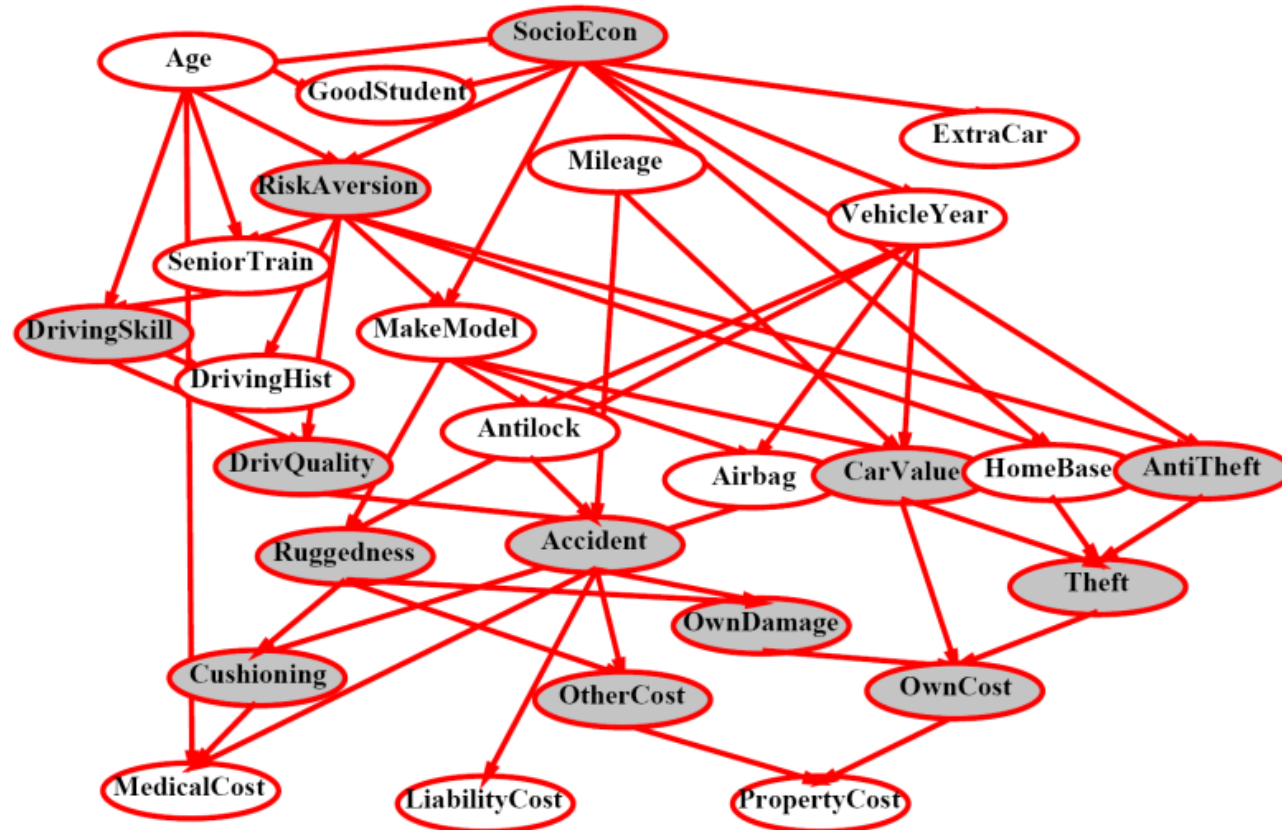 SocioEcon
Age
GoodStudent
ExtraCar
Mileage
RiskAversion
VehicleYear
SeniorTrain
DrivingSkill
MakeModel
DrivingHist
Antilock
DrivQuality
Airbag
CarValue
HomeBase
AntiTheft
Ruggedness
Accident
Theft
OwnDamage
Cushioning
OtherCost
OwnCost
MedicalCost
LiabilityCost
PropertyCost